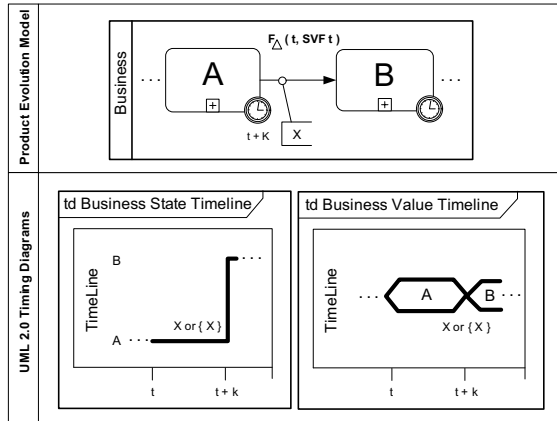 Product Evolution Model
Business
F△ ( t, SVF t )
· · ·
A
B
· · ·
+
+
t + K
X
UML 2.0 Timing Diagrams
td Business State Timeline
TimeLine
B
· · ·
A
· · ·
X or { X }
t
t + k
td Business Value Timeline
TimeLine
· · ·
A
B
· · ·
X or { X }
t
t + k